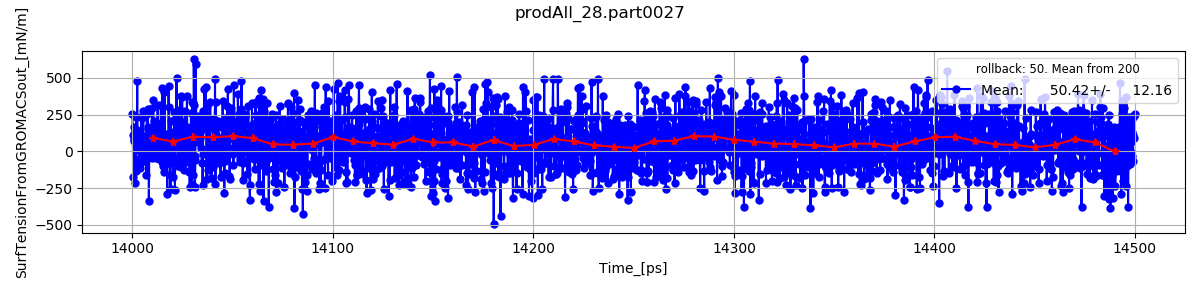 prodAll_28.part0027
SurfTensionFromGROMACSout_[mN/m]
500
250
0
−250
−500
rollback: 50. Mean from 200
Mean: 50.42+/- 12.16
14000 14100 14200 14300 14400 14500
Time_[ps]